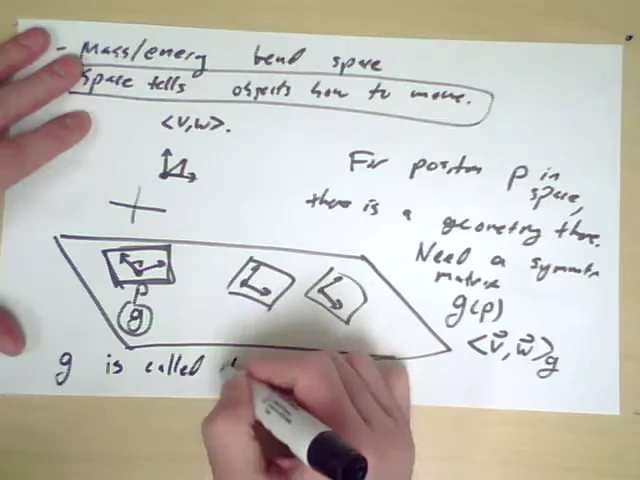 - Mass/energy bend space
Space tells objects how to move.
<v,w>.
For position p in space,
there is a geometry there.
Need a symmetric matrix
g(p)
<v⃗, w⃗>g
p
g
g is called